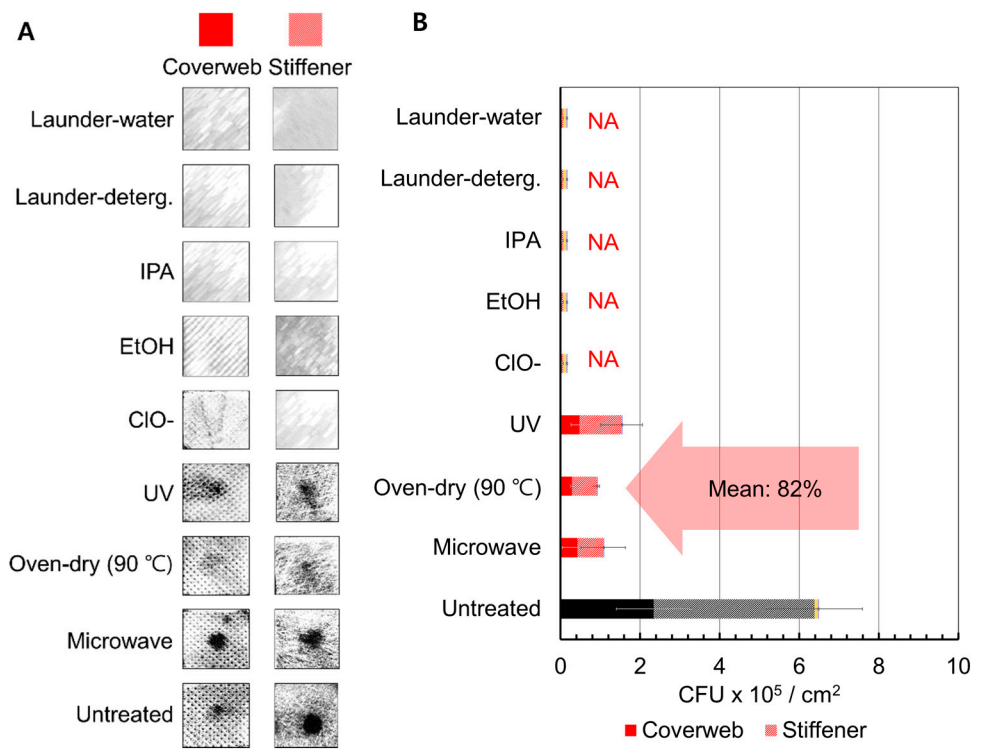 A
Coverweb Stiffener
Launder-water
Launder-deterg.
IPA
EtOH
ClO-
UV
Oven-dry (90 ℃)
Microwave
Untreated
B
Launder-water NA
Launder-deterg. NA
IPA NA
EtOH NA
ClO- NA
UV
Oven-dry (90 ℃) Mean: 82%
Microwave
Untreated
0 2 4 6 8 10
CFU x 10⁵ / cm²
Coverweb Stiffener